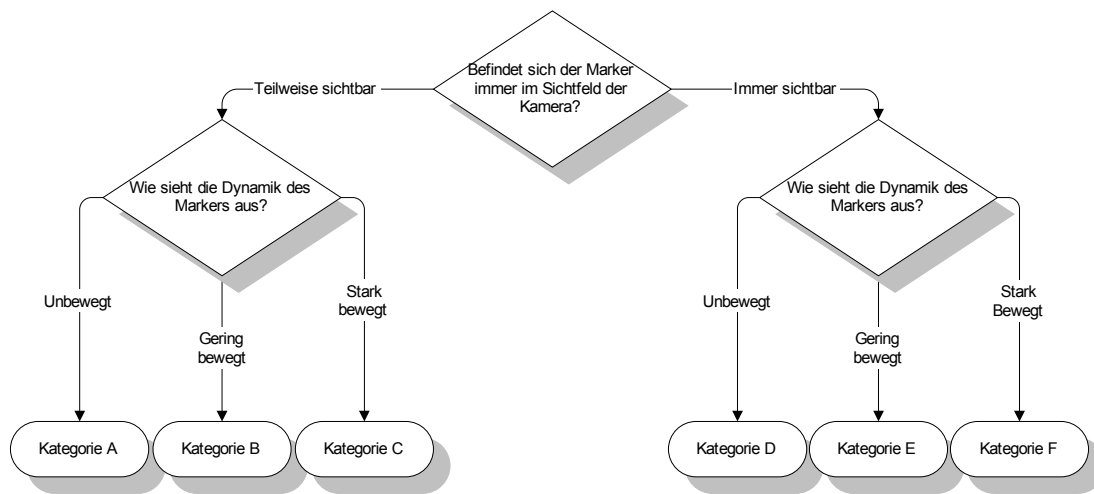 Befindet sich der Marker
immer im Sichtfeld der
Kamera?
Teilweise sichtbar
Immer sichtbar
Wie sieht die Dynamik des
Markers aus?
Wie sieht die Dynamik des
Markers aus?
Unbewegt
Gering
bewegt
Stark
bewegt
Unbewegt
Gering
bewegt
Stark
Bewegt
Kategorie A
Kategorie B
Kategorie C
Kategorie D
Kategorie E
Kategorie F